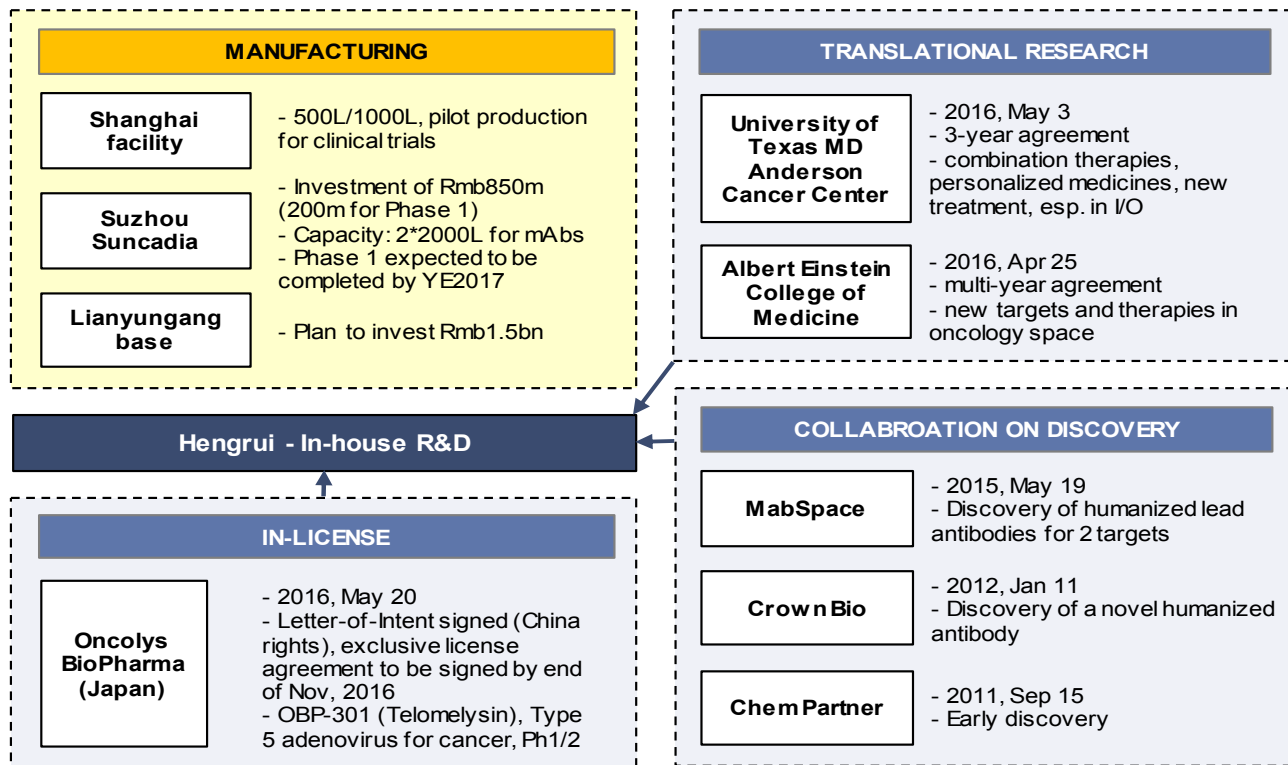 MANUFACTURING
Shanghai
facility
- 500L/1000L, pilot production
for clinical trials
Suzhou
Suncadia
- Investment of Rmb850m
(200m for Phase 1)
- Capacity: 2*2000L for mAbs
- Phase 1 expected to be
completed by YE2017
Lianyungang
base
- Plan to invest Rmb1.5bn
TRANSLATIONAL RESEARCH
University of
Texas MD
Anderson
Cancer Center
- 2016, May 3
- 3-year agreement
- combination therapies,
personalized medicines, new
treatment, esp. in I/O
Albert Einstein
College of
Medicine
- 2016, Apr 25
- multi-year agreement
- new targets and therapies in
oncology space
Hengrui - In-house R&D
IN-LICENSE
Oncolys
BioPharma
(Japan)
- 2016, May 20
- Letter-of-Intent signed (China
rights), exclusive license
agreement to be signed by end
of Nov, 2016
- OBP-301 (Telomelysin), Type
5 adenovirus for cancer, Ph1/2
COLLABROATION ON DISCOVERY
MabSpace
- 2015, May 19
- Discovery of humanized lead
antibodies for 2 targets
Crown Bio
- 2012, Jan 11
- Discovery of a novel humanized
antibody
ChemPartner
- 2011, Sep 15
- Early discovery